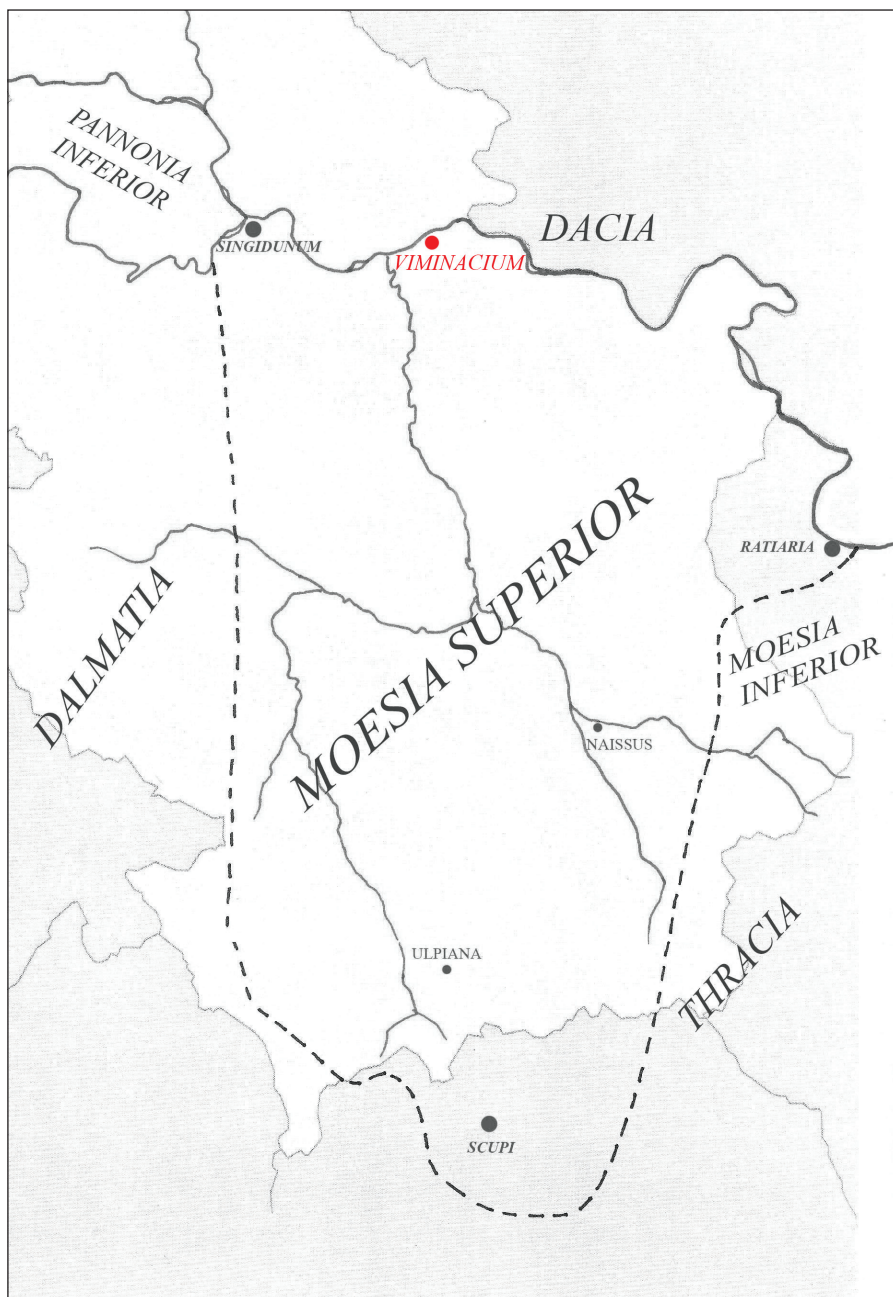 PANNONIA
INFERIOR
SINGIDUNUM
VIMINACIUM
DACIA
RATIARIA
DALMATIA
MOESIA SUPERIOR
MOESIA
INFERIOR
NAISSUS
ULPIANA
THRACIA
SCUPI